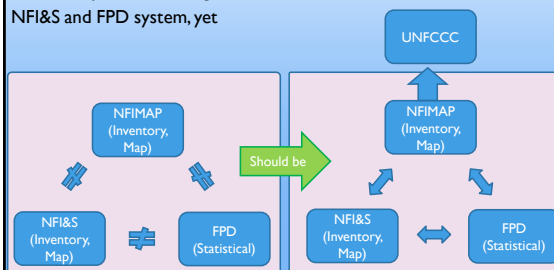 NFI&S and FPD system, yet
UNFCCC
NFIMAP
(Inventory,
Map)
NFI&S
(Inventory,
Map)
FPD
(Statistical)
Should be
NFIMAP
(Inventory,
Map)
NFI&S
(Inventory,
Map)
FPD
(Statistical)